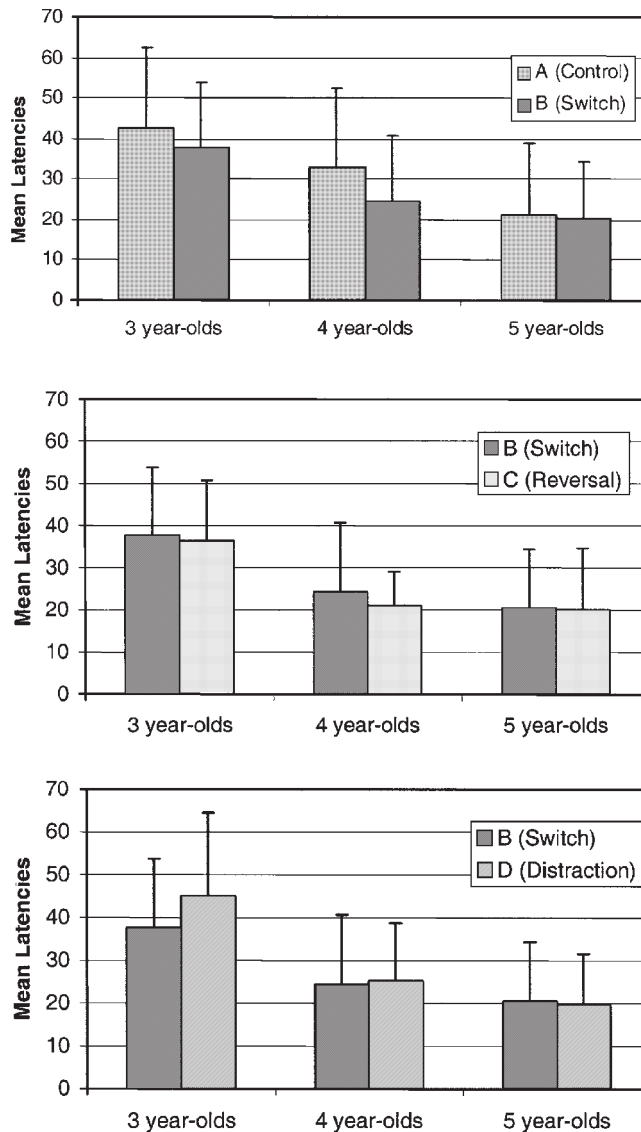 70
60
50
40
30
20
10
0
Mean Latencies
A (Control)
B (Switch)
3 year-olds 4 year-olds 5 year-olds
70
60
50
40
30
20
10
0
Mean Latencies
B (Switch)
C (Reversal)
3 year-olds 4 year-olds 5 year-olds
70
60
50
40
30
20
10
0
Mean Latencies
B (Switch)
D (Distraction)
3 year-olds 4 year-olds 5 year-olds